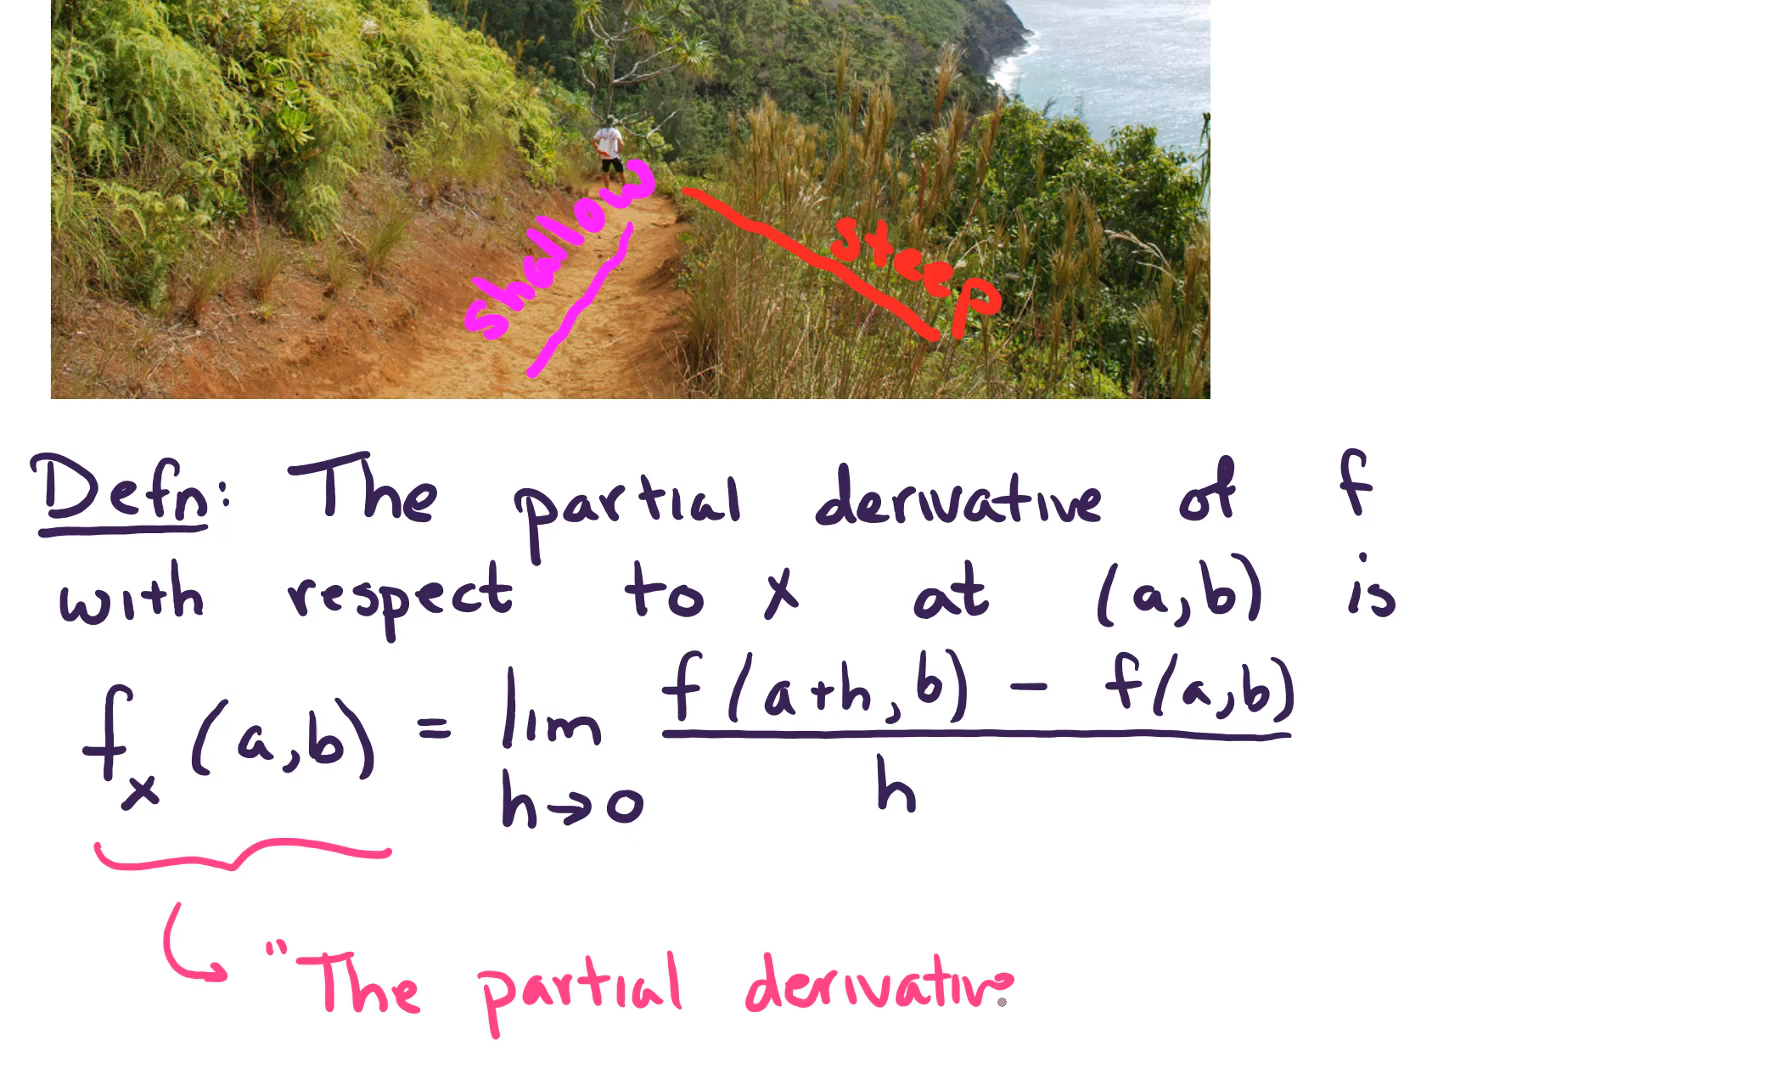 shallow
steep
Defn: The partial derivative of f
with respect to x at (a,b) is
f_x (a,b) = lim h→0 f(a+h,b) - f(a,b) / h
"The partial derivative